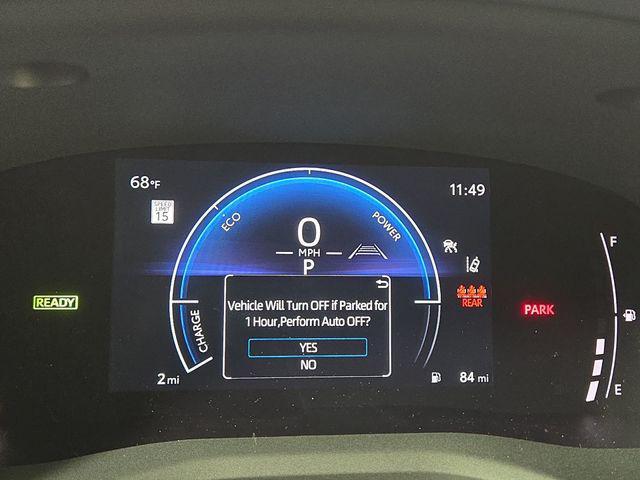 68°F
11:49
SPEED
LIMIT
15
ECO
POWER
0
MPH
P
F
READY
REAR
PARK
CHARGE
Vehicle Will Turn OFF if Parked for
1 Hour,Perform Auto OFF?
YES
NO
2 mi
84 mi
E